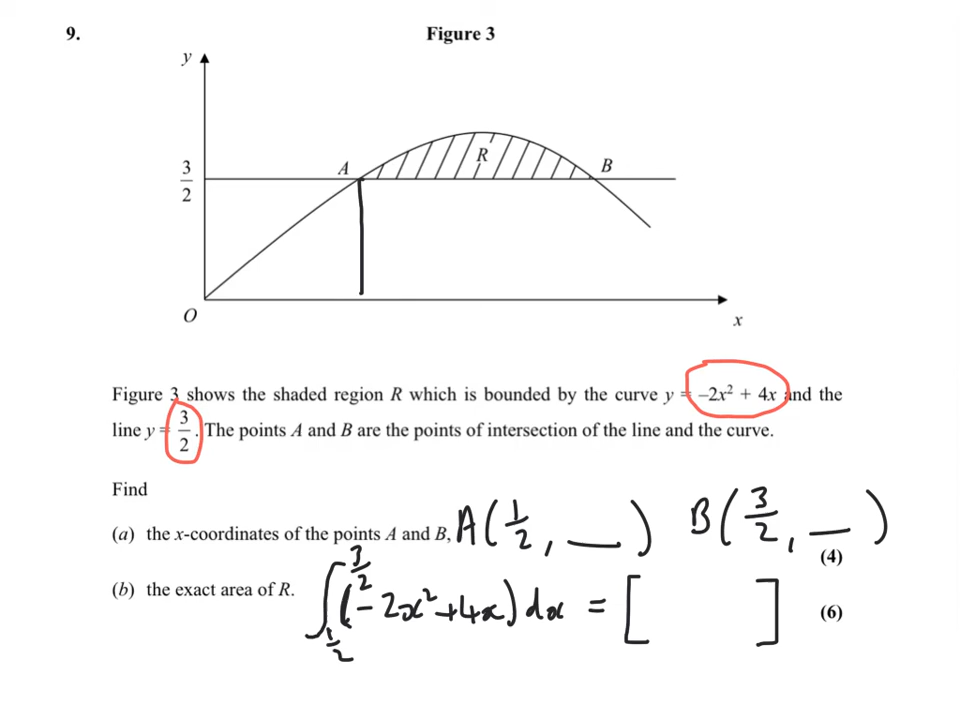 9.
Figure 3
y
3/2
A
R
B
O
x
Figure 3 shows the shaded region R which is bounded by the curve y = –2x² + 4x and the
line y = 3/2. The points A and B are the points of intersection of the line and the curve.
Find
(a) the x-coordinates of the points A and B, A(1/2, __) B(3/2, __)
(4)
(b) the exact area of R. ∫_{1/2}^{3/2} (-2x²+4x) dx = [ ]
(6)